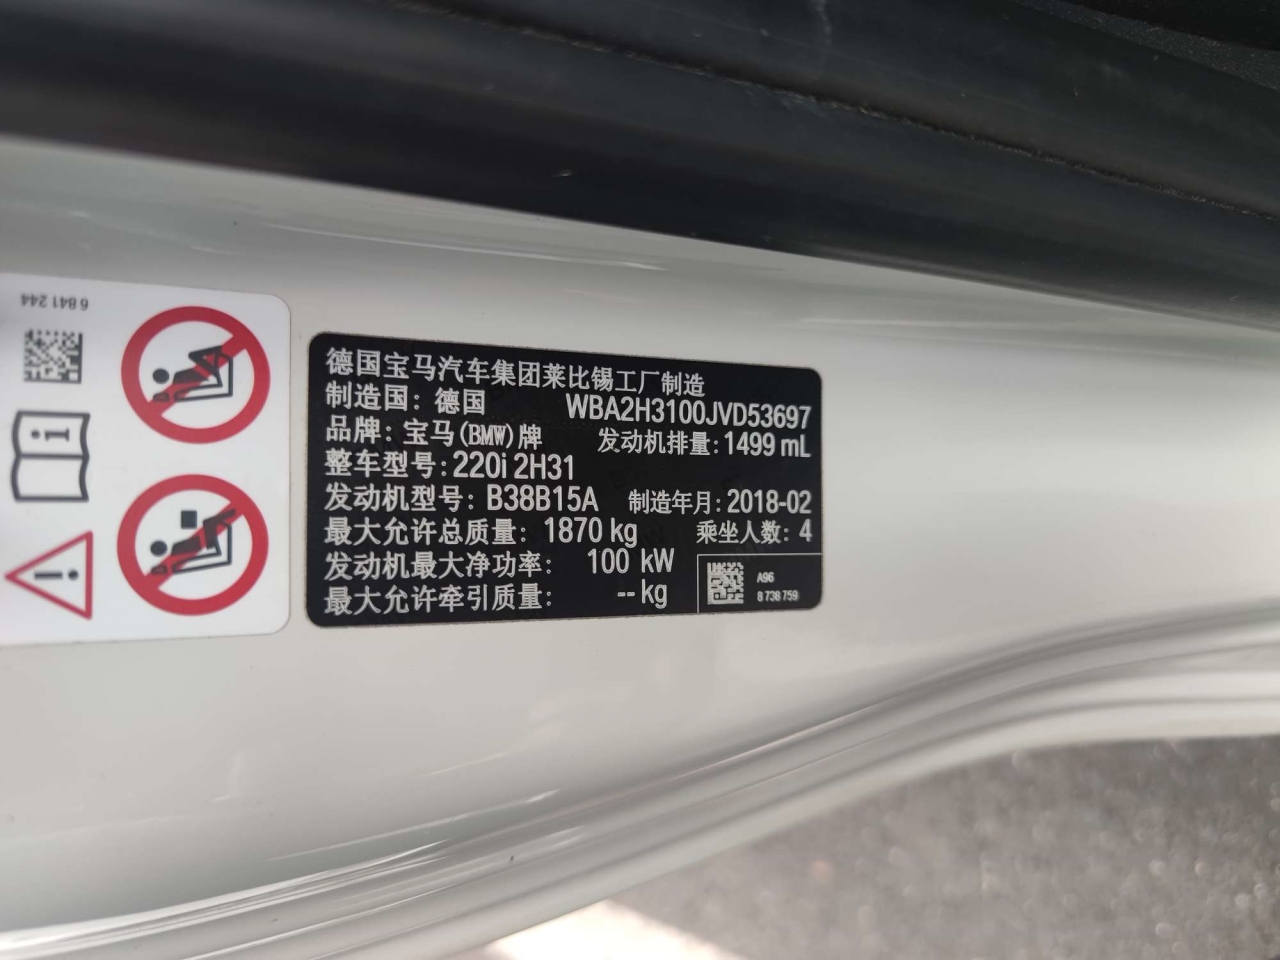 6 841 244
德国宝马汽车集团莱比锡工厂制造
制造国: 德国 WBA2H3100JVD53697
品牌: 宝马(BMW)牌 发动机排量: 1499 mL
整车型号: 220i 2H31
发动机型号: B38B15A 制造年月: 2018-02
最大允许总质量: 1870 kg 乘坐人数: 4
发动机最大净功率: 100 kW
最大允许牵引质量: -- kg
A96
8 738 759